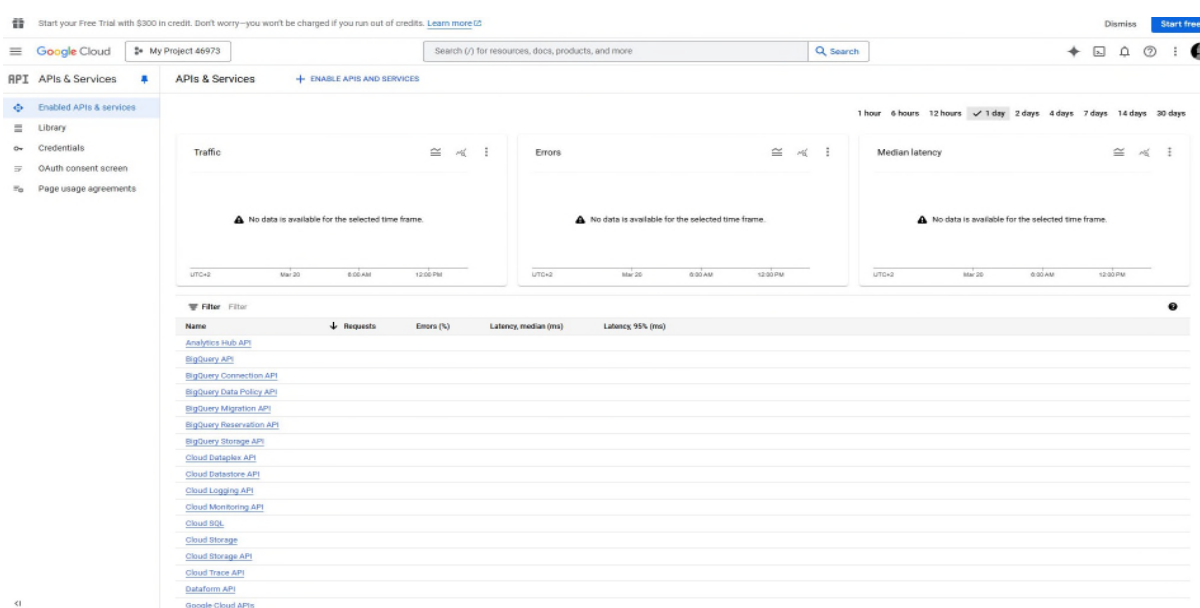 Start your Free Trial with $300 in credit. Don't worry—you won't be charged if you run out of credits. Learn more
Dismiss
Start free
Google Cloud
My Project 46973
Search (/) for resources, docs, products, and more
Search
API APIs & Services
APIs & Services
+ ENABLE APIS AND SERVICES
Enabled APIs & services
Library
Credentials
OAuth consent screen
Page usage agreements
1 hour 6 hours 12 hours 1 day 2 days 4 days 7 days 14 days 30 days
Traffic
No data is available for the selected time frame.
UTC+2 Mar 20 6:00 AM 12:00 PM
Errors
No data is available for the selected time frame.
UTC+2 Mar 20 6:00 AM 12:00 PM
Median latency
No data is available for the selected time frame.
UTC+2 Mar 20 6:00 AM 12:00 PM
Filter Filter
Name Requests Errors (%) Latency, median (ms) Latency, 95% (ms)
Analytics Hub API
BigQuery API
BigQuery Connection API
BigQuery Data Policy API
BigQuery Migration API
BigQuery Reservation API
BigQuery Storage API
Cloud Dataplex API
Cloud Datastore API
Cloud Logging API
Cloud Monitoring API
Cloud SQL
Cloud Storage
Cloud Storage API
Cloud Trace API
Dataform API
Google Cloud APIs